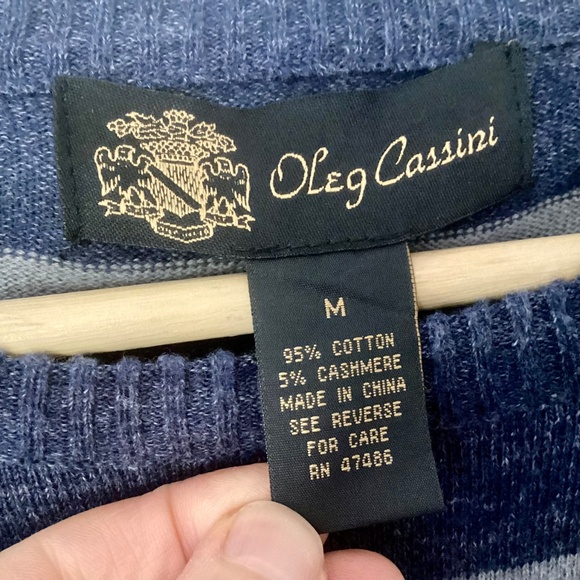 Oleg Cassini
M
95% COTTON
5% CASHMERE
MADE IN CHINA
SEE REVERSE
FOR CARE
RN 47486